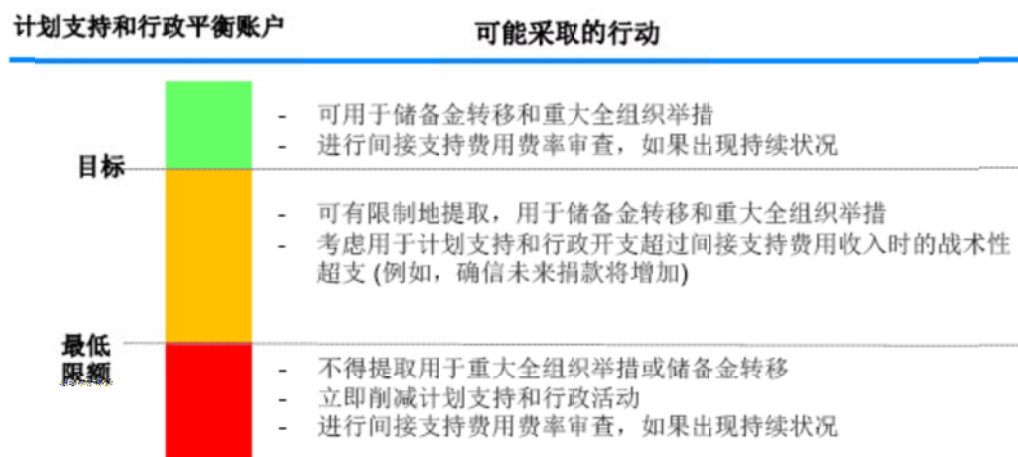 计划支持和行政平衡账户
可能采取的行动
- 可用于储备金转移和重大全组织举措
- 进行间接支持费用费率审查，如果出现持续状况
目标
- 可有限制地提取，用于储备金转移和重大全组织举措
- 考虑用于计划支持和行政开支超过间接支持费用收入时的战术性
超支 (例如，确信未来捐款将增加)
最低
限额
- 不得提取用于重大全组织举措或储备金转移
- 立即削减计划支持和行政活动
- 进行间接支持费用费率审查，如果出现持续状况